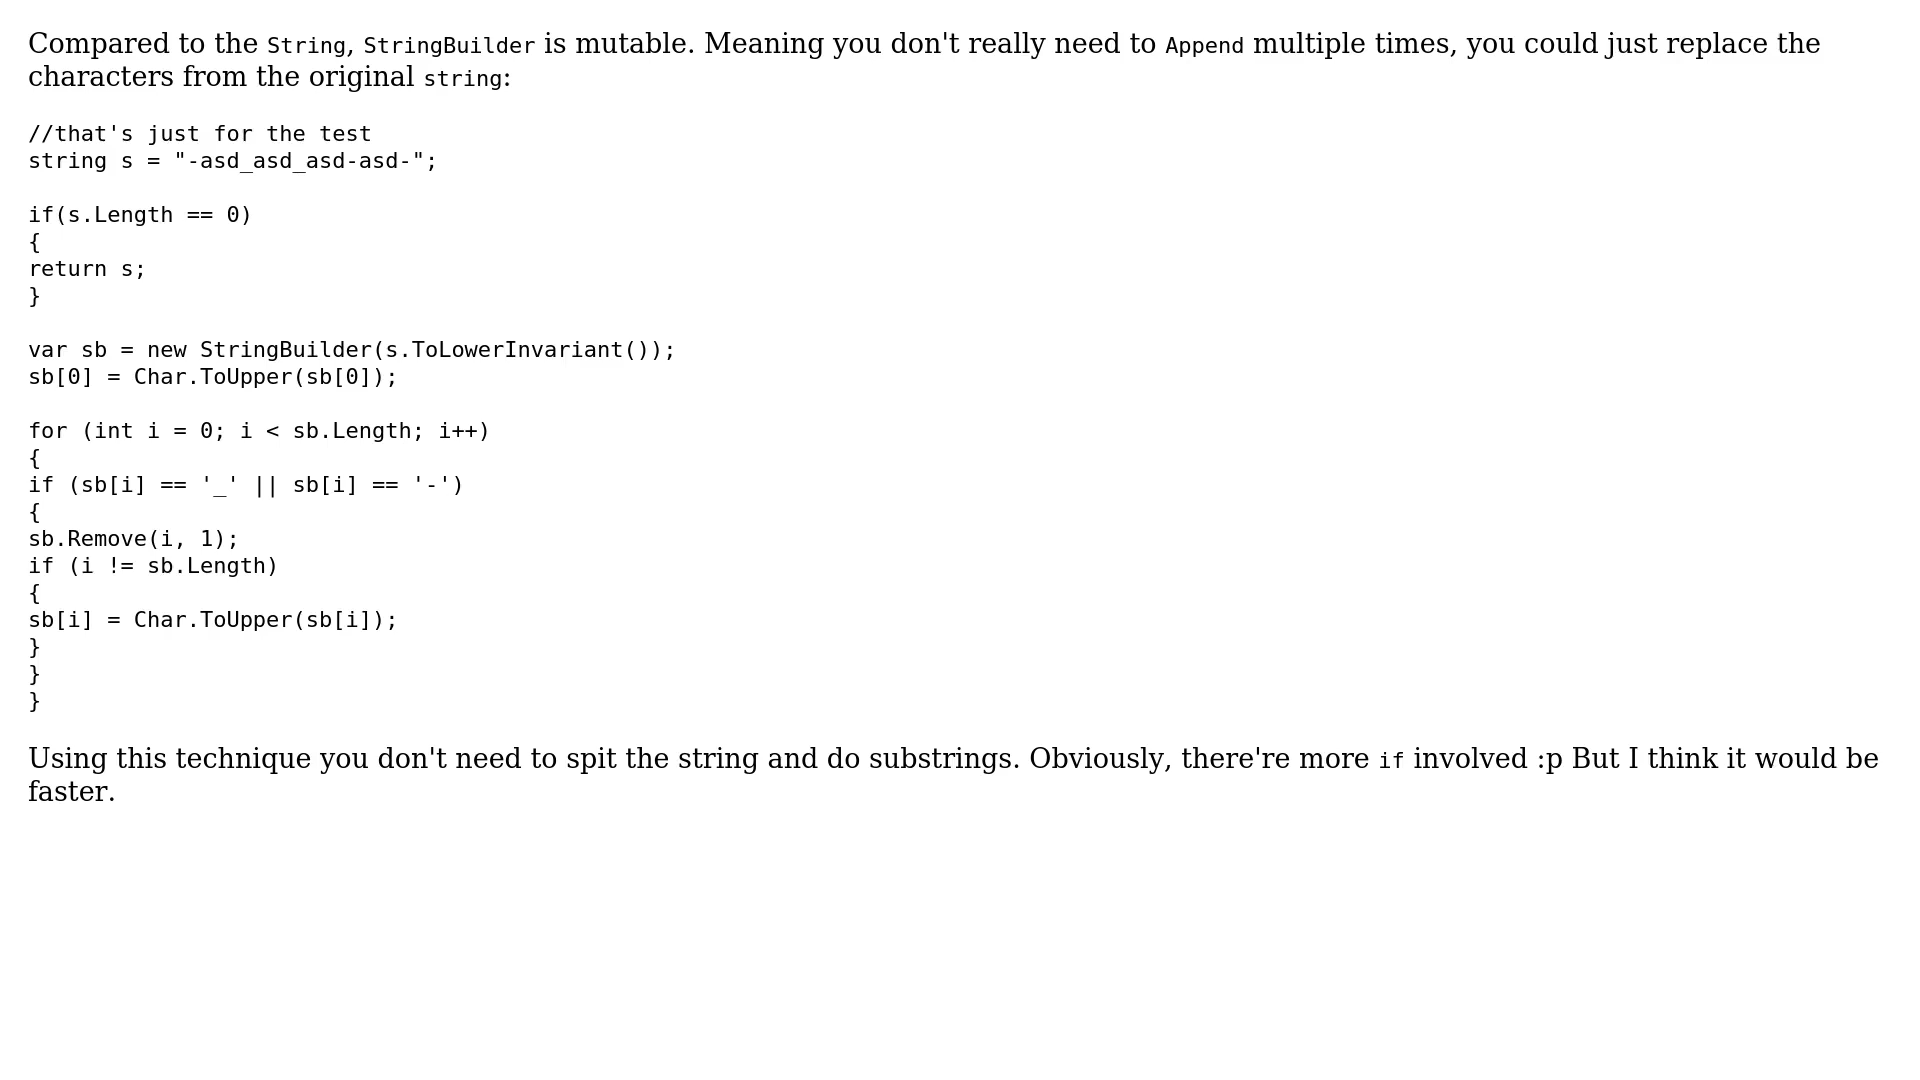 Compared to the String, StringBuilder is mutable. Meaning you don't really need to Append multiple times, you could just replace the
characters from the original string:
//that's just for the test
string s = "-asd_asd_asd-asd-";
if(s.Length == 0)
{
return s;
}
var sb = new StringBuilder(s.ToLowerInvariant());
sb[0] = Char.ToUpper(sb[0]);
for (int i = 0; i < sb.Length; i++)
{
if (sb[i] == '_' || sb[i] == '-')
{
sb.Remove(i, 1);
if (i != sb.Length)
{
sb[i] = Char.ToUpper(sb[i]);
}
}
}
Using this technique you don't need to spit the string and do substrings. Obviously, there're more if involved :p But I think it would be
faster.